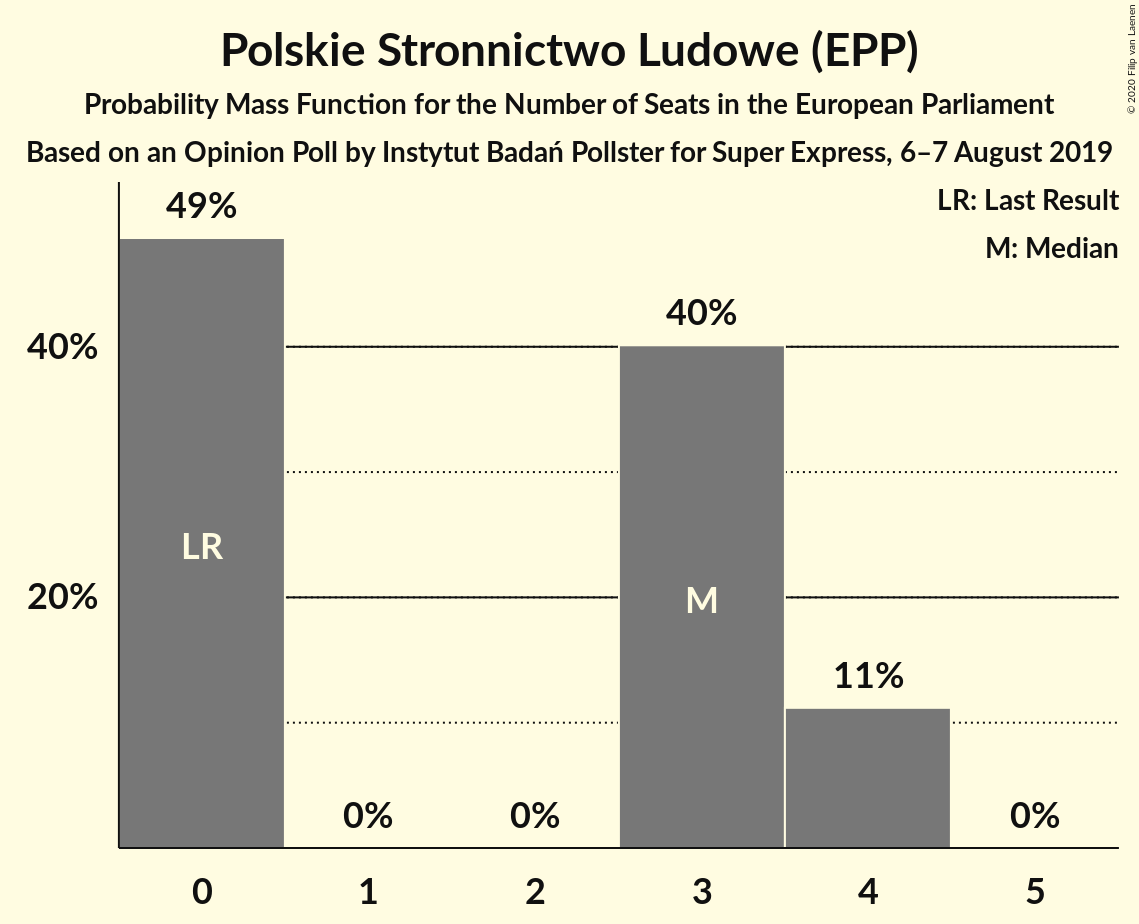 Polskie Stronnictwo Ludowe (EPP)
Probability Mass Function for the Number of Seats in the European Parliament
Based on an Opinion Poll by Instytut Badań Pollster for Super Express, 6–7 August 2019
© 2020 Filip van Laenen
LR: Last Result
M: Median
49%
40%
40%
LR
20%
M
11%
0%
0%
0%
0 1 2 3 4 5